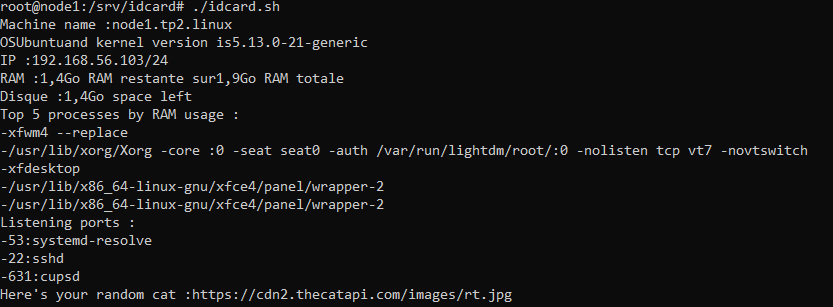 root@node1:/srv/idcard# ./idcard.sh
Machine name :node1.tp2.linux
OSUbuntuand kernel version is5.13.0-21-generic
IP :192.168.56.103/24
RAM :1,4Go RAM restante sur1,9Go RAM totale
Disque :1,4Go space left
Top 5 processes by RAM usage :
-xfwm4 --replace
-/usr/lib/xorg/Xorg -core :0 -seat seat0 -auth /var/run/lightdm/root/:0 -nolisten tcp vt7 -novtswitch
-xfdesktop
-/usr/lib/x86_64-linux-gnu/xfce4/panel/wrapper-2
-/usr/lib/x86_64-linux-gnu/xfce4/panel/wrapper-2
Listening ports :
-53:systemd-resolve
-22:sshd
-631:cupsd
Here's your random cat :https://cdn2.thecatapi.com/images/rt.jpg